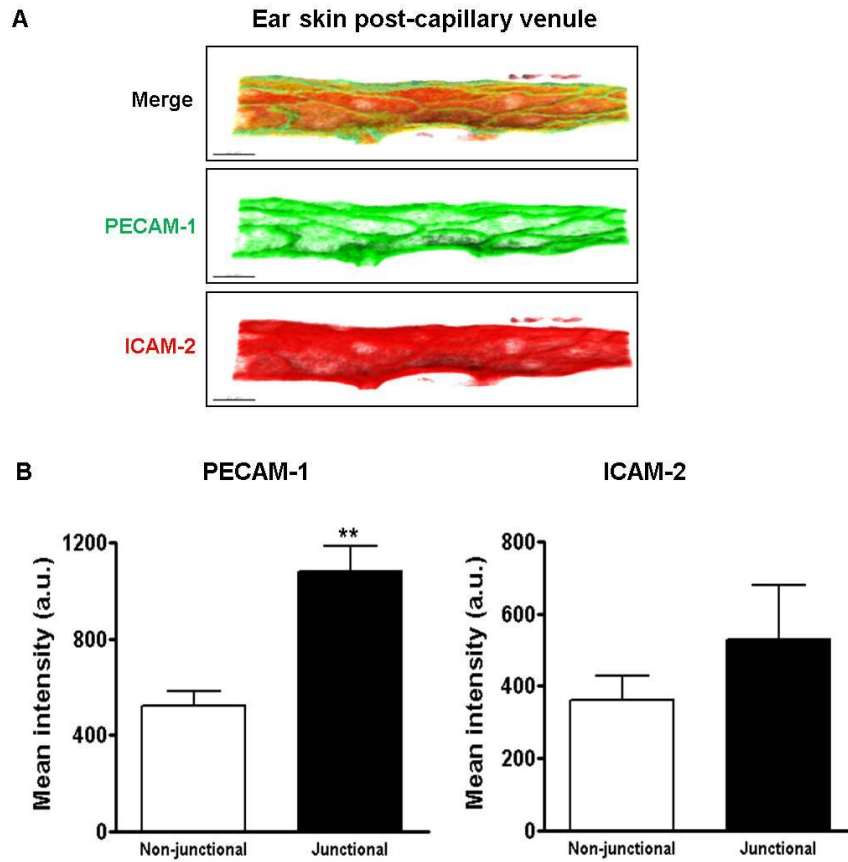 A
Ear skin post-capillary venule
Merge
PECAM-1
ICAM-2
B
PECAM-1
ICAM-2
Mean intensity (a.u.)
1200
800
400
0
**
Non-junctional
Junctional
Mean intensity (a.u.)
800
600
400
200
0
Non-junctional
Junctional